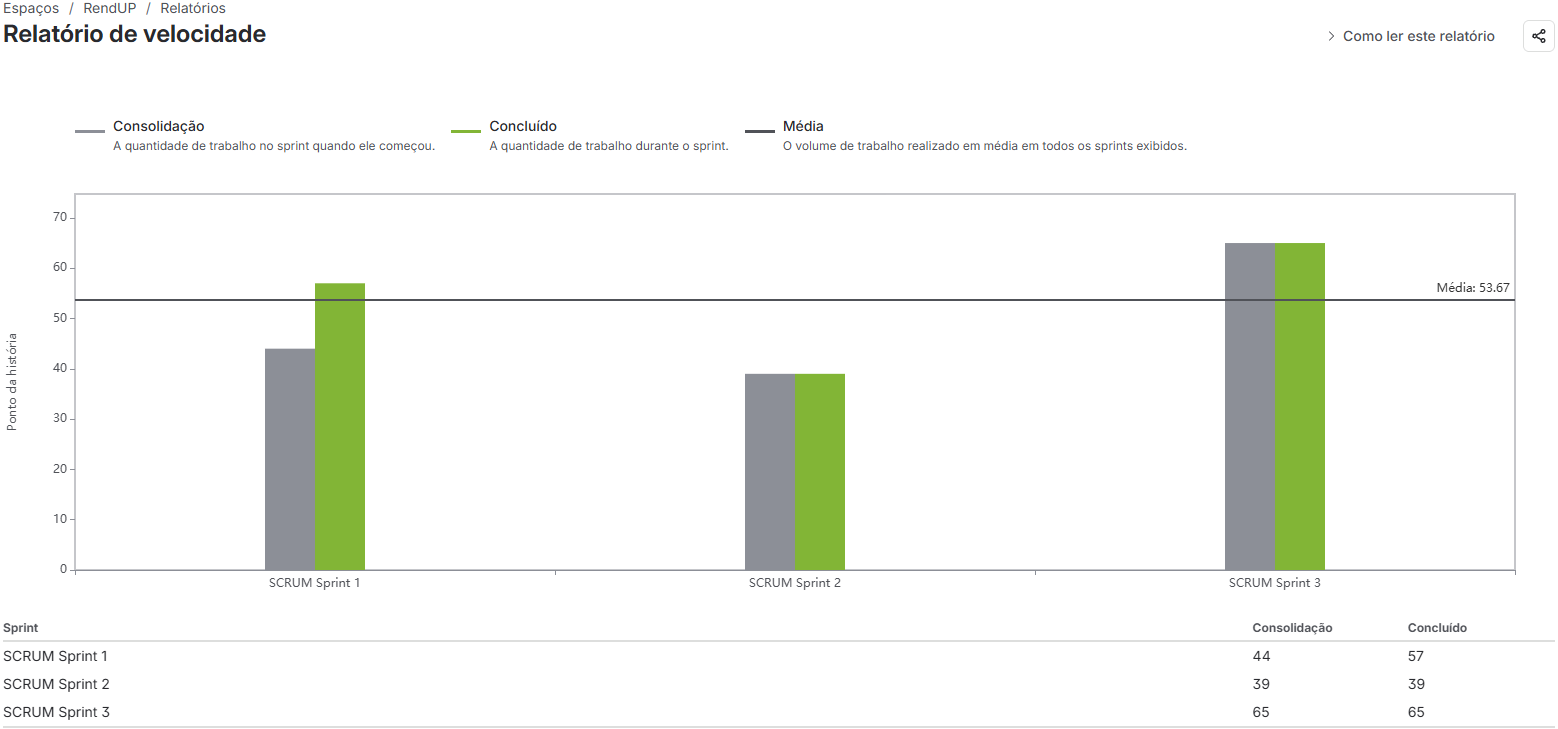 Espaços / RendUP / Relatórios
Relatório de velocidade
Como ler este relatório
Consolidação
A quantidade de trabalho no sprint quando ele começou.
Concluído
A quantidade de trabalho durante o sprint.
Média
O volume de trabalho realizado em média em todos os sprints exibidos.
Ponto da história
70
60
50
40
30
20
10
0
Média: 53.67
SCRUM Sprint 1
SCRUM Sprint 2
SCRUM Sprint 3
Sprint Consolidação Concluído
SCRUM Sprint 1 44 57
SCRUM Sprint 2 39 39
SCRUM Sprint 3 65 65